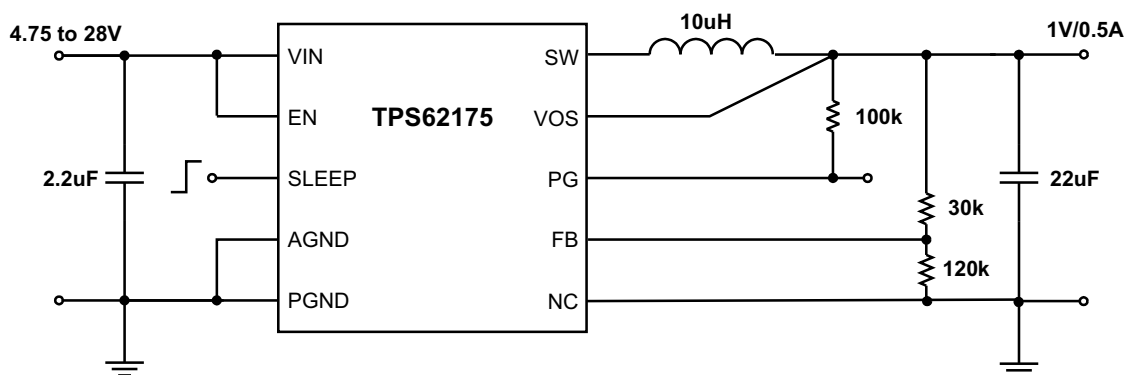 4.75 to 28V
10uH
1V/0.5A
VIN
SW
EN
TPS62175
VOS
100k
2.2uF
SLEEP
PG
22uF
30k
AGND
FB
120k
PGND
NC